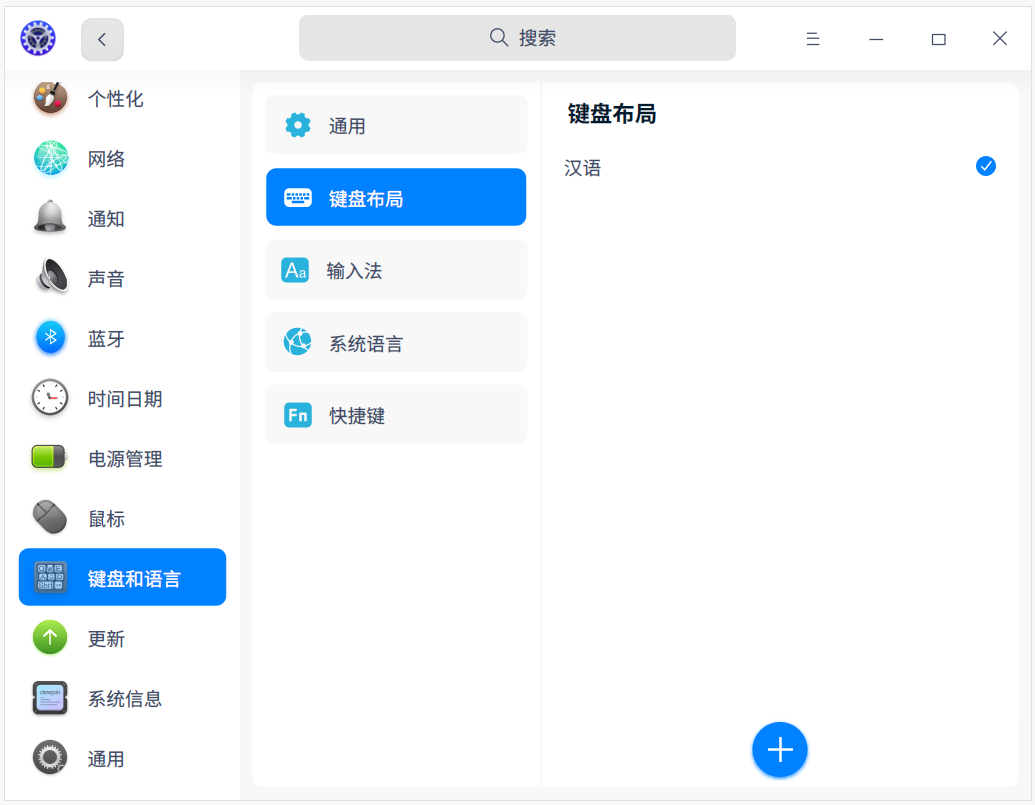 搜索
个性化
网络
通知
声音
蓝牙
时间日期
电源管理
鼠标
键盘和语言
更新
deepin
系统信息
通用
通用
键盘布局
Aa
输入法
系统语言
Fn
快捷键
键盘布局
汉语